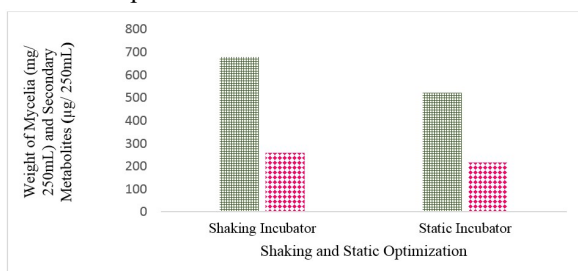 Weight of Mycelia (mg/
250mL) and Secondary
Metabolites (µg/ 250mL)
800
700
600
500
400
300
200
100
0
Shaking Incubator
Static Incubator
Shaking and Static Optimization